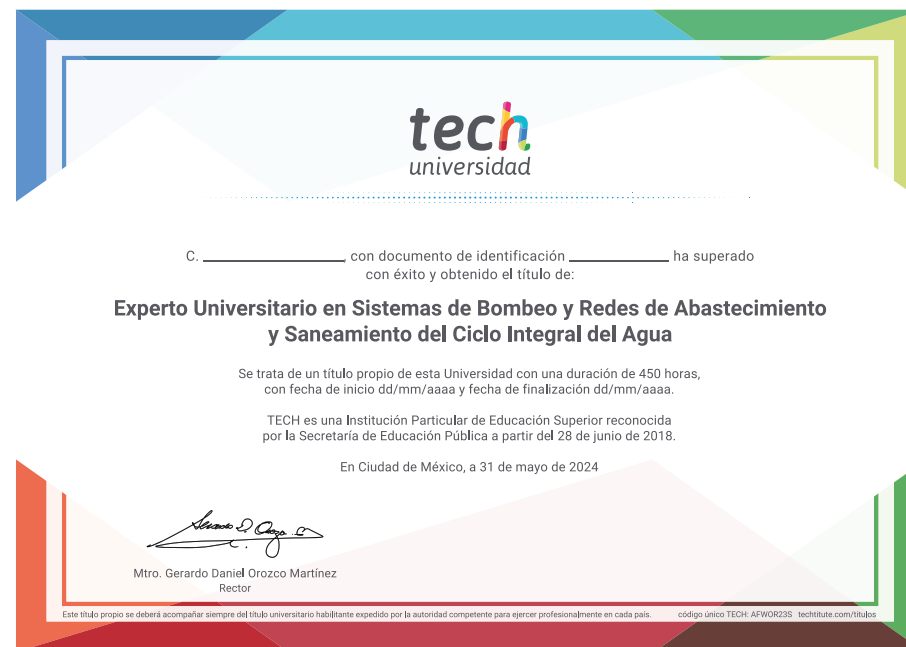 tech
universidad
C. ____________, con documento de identificación ____________ ha superado
con éxito y obtenido el título de:
Experto Universitario en Sistemas de Bombeo y Redes de Abastecimiento
y Saneamiento del Ciclo Integral del Agua
Se trata de un título propio de esta Universidad con una duración de 450 horas,
con fecha de inicio dd/mm/aaaa y fecha de finalización dd/mm/aaaa.
TECH es una Institución Particular de Educación Superior reconocida
por la Secretaría de Educación Pública a partir del 28 de junio de 2018.
En Ciudad de México, a 31 de mayo de 2024
Mtro. Gerardo Daniel Orozco Martínez
Rector
Este título propio se deberá acompañar siempre del título universitario habilitante expedido por la autoridad competente para ejercer profesionalmente en cada país. código único TECH: AFWOR23S techtitute.com/titulos